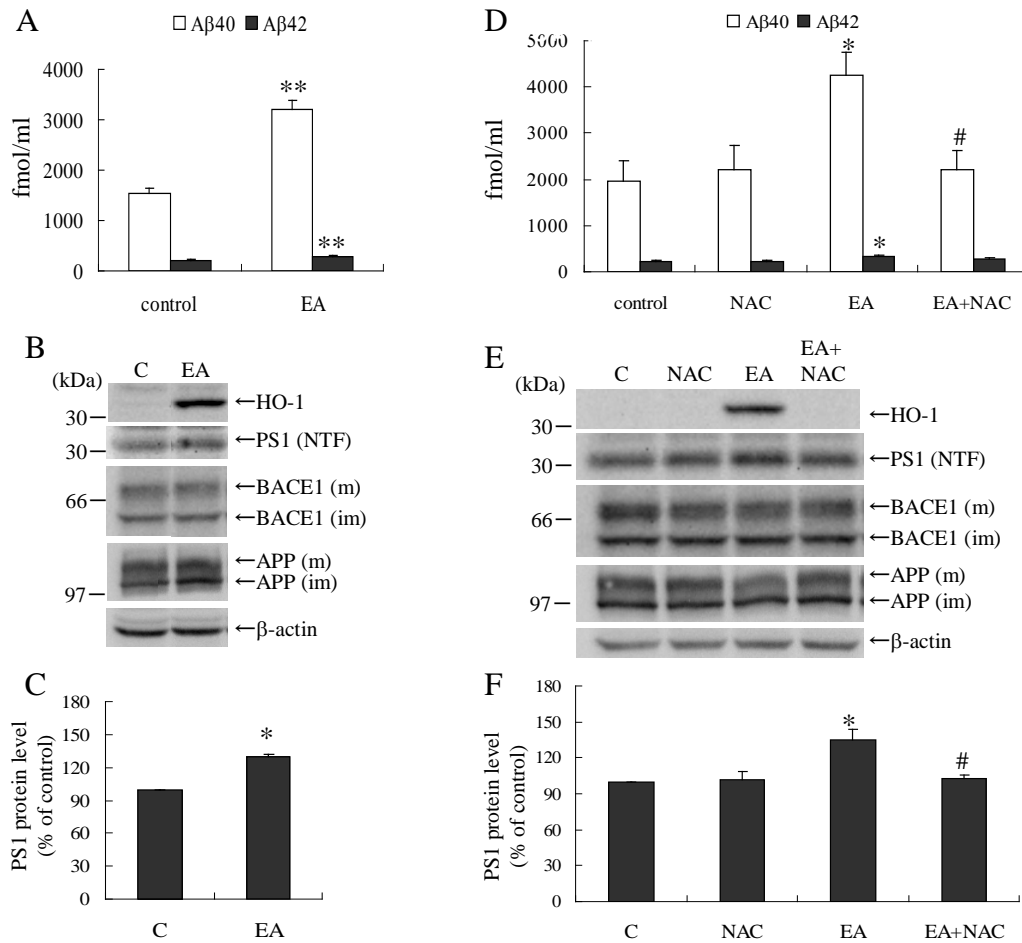 A
□ Aβ40 ■ Aβ42
fmol/ml
4000
3000
2000
1000
0
**
**
control EA
B
(kDa)
C EA
←HO-1
30
←PS1 (NTF)
30
←BACE1 (m)
66
←BACE1 (im)
←APP (m)
←APP (im)
97
←β-actin
C
PS1 protein level
(% of control)
180
150
120
90
60
30
0
*
C EA
D
□ Aβ40 ■ Aβ42
fmol/ml
5000
4000
3000
2000
1000
0
*
*
#
control NAC EA EA+NAC
E
(kDa)
C NAC EA EA+
NAC
←HO-1
30
←PS1 (NTF)
30
←BACE1 (m)
66
←BACE1 (im)
←APP (m)
←APP (im)
97
←β-actin
F
PS1 protein level
(% of control)
180
150
120
90
60
30
0
*
#
C NAC EA EA+NAC